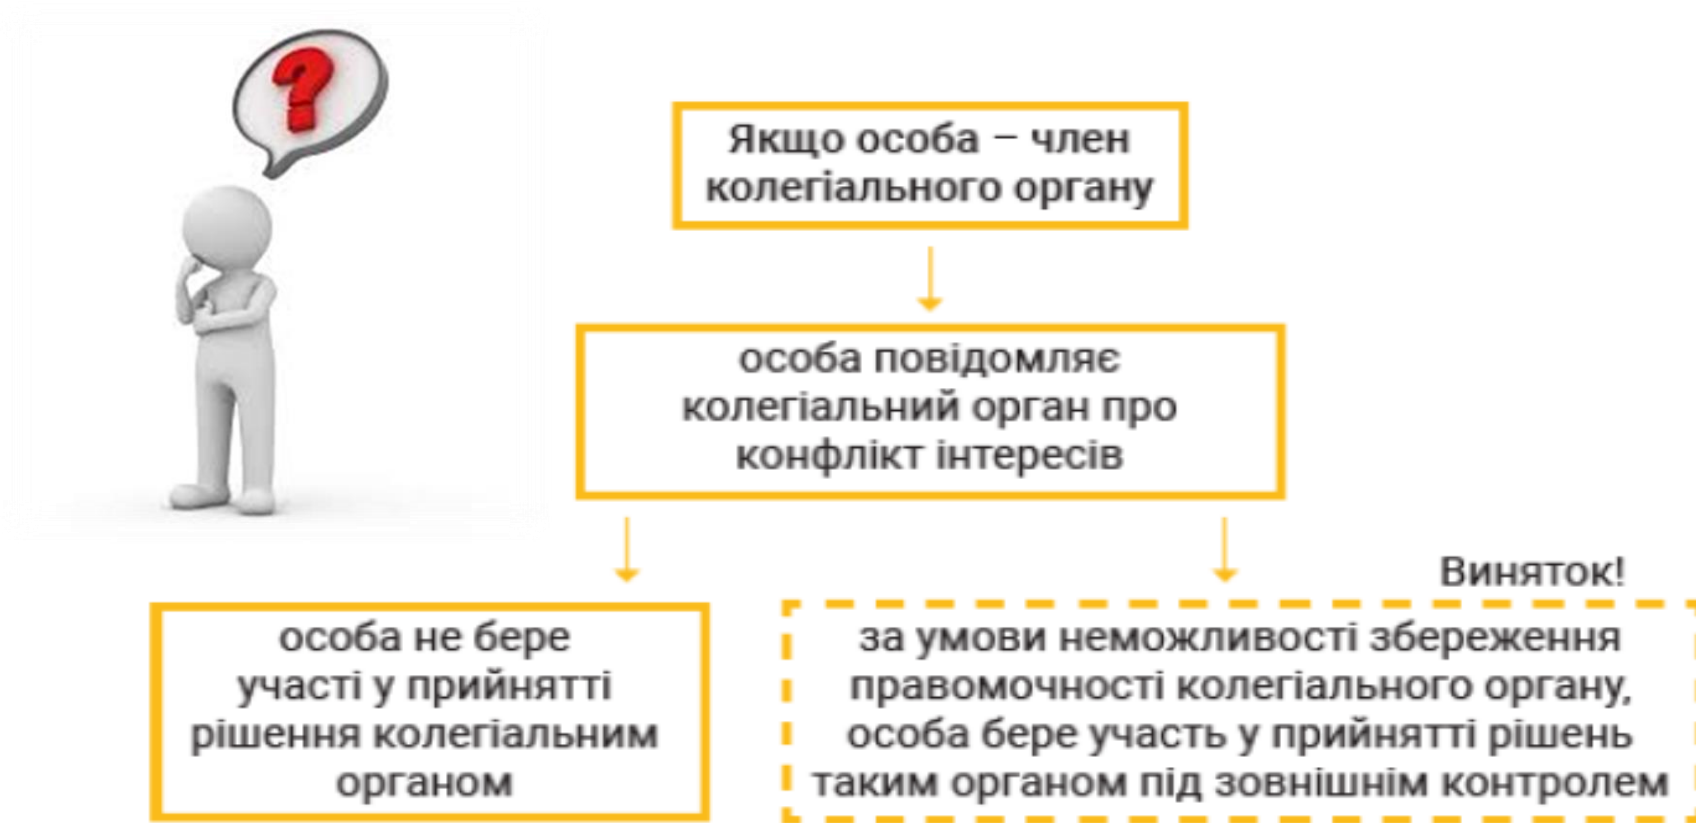 ?
Якщо особа – член
колегіального органу
особа повідомляє
колегіальний орган про
конфлікт інтересів
особа не бере
участі у прийнятті
рішення колегіальним
органом
Виняток!
за умови неможливості збереження
правомочності колегіального органу,
особа бере участь у прийнятті рішень
таким органом під зовнішнім контролем